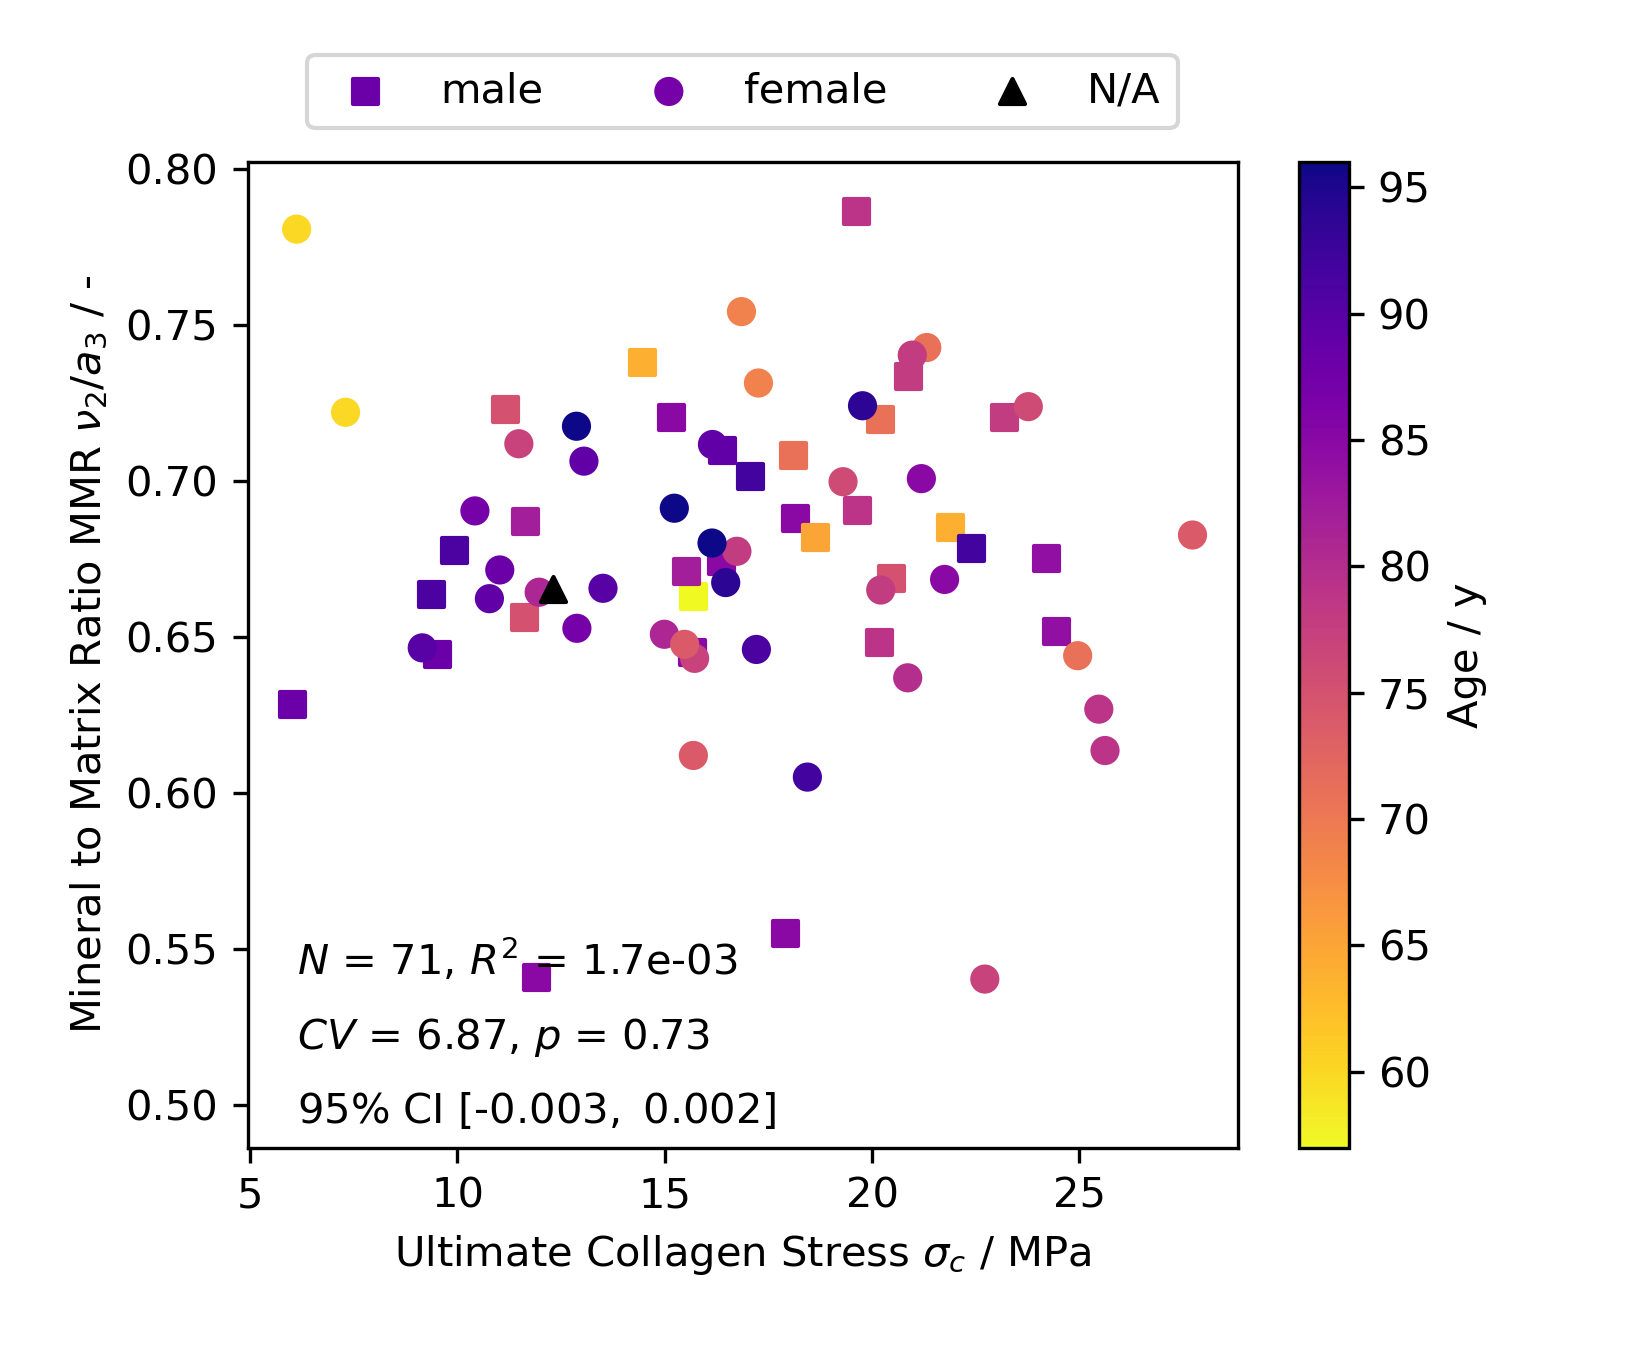 male female N/A
0.80
0.75
0.70
0.65
0.60
0.55
0.50
Mineral to Matrix Ratio MMR ν₂/a₃ / -
N = 71, R² = 1.7e-03
CV = 6.87, p = 0.73
95% CI [-0.003, 0.002]
5 10 15 20 25
Ultimate Collagen Stress σ_c / MPa
95
90
85
80
75
70
65
60
Age / y